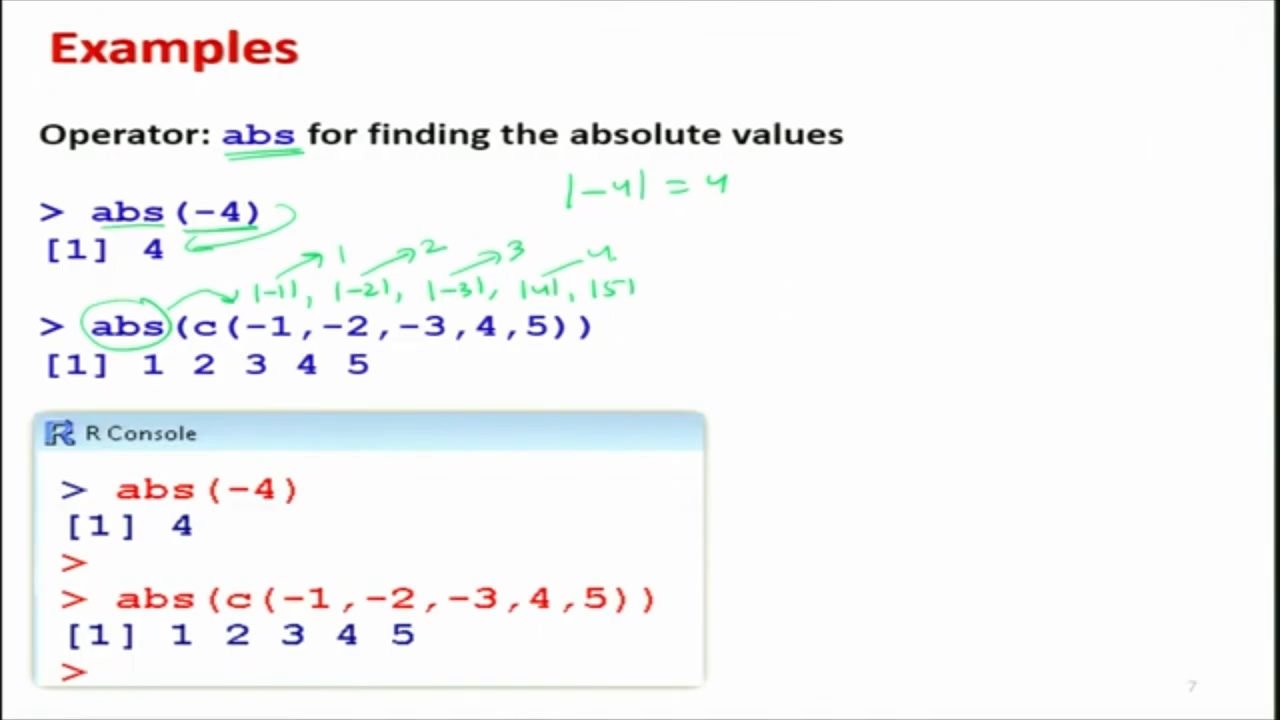 Examples
Operator: abs for finding the absolute values
|-4| = 4
> abs(-4)
[1] 4
1 2 3 4
|-1|, |-2|, |-3|, |4|, |5|
> abs(c(-1,-2,-3,4,5))
[1] 1 2 3 4 5
R Console
> abs(-4)
[1] 4
>
> abs(c(-1,-2,-3,4,5))
[1] 1 2 3 4 5
>
7